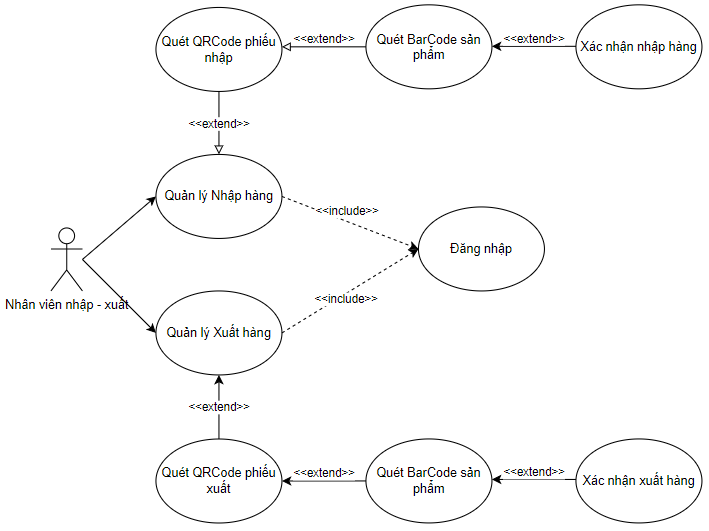 Quét QRCode phiếu
nhập
<<extend>>
Quét BarCode sản
phẩm
<<extend>>
Xác nhận nhập hàng
<<extend>>
Quản lý Nhập hàng
<<include>>
Đăng nhập
Nhân viên nhập - xuất
<<include>>
Quản lý Xuất hàng
<<extend>>
Quét QRCode phiếu
xuất
<<extend>>
Quét BarCode sản
phẩm
<<extend>>
Xác nhận xuất hàng